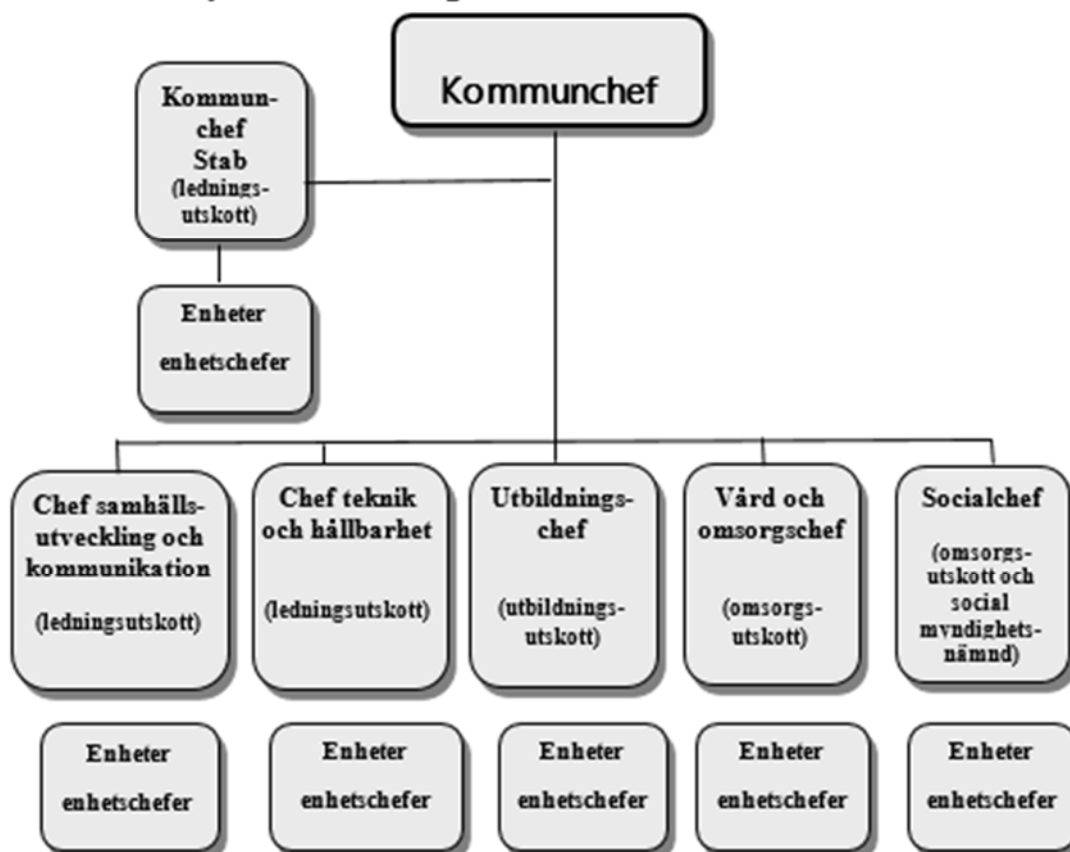 Kommunchef
Kommun-
chef
Stab
(lednings-
utskott)
Enheter
enhetschefer
Chef samhälls-
utveckling och
kommunikation
(ledningsutskott)
Chef teknik
och hållbarhet
(ledningsutskott)
Utbildnings-
chef
(utbildnings-
utskott)
Vård och
omsorgschef
(omsorgs-
utskott)
Socialchef
(omsorgs-
utskott och
social
myndighets-
nämnd)
Enheter
enhetschefer
Enheter
enhetschefer
Enheter
enhetschefer
Enheter
enhetschefer
Enheter
enhetschefer